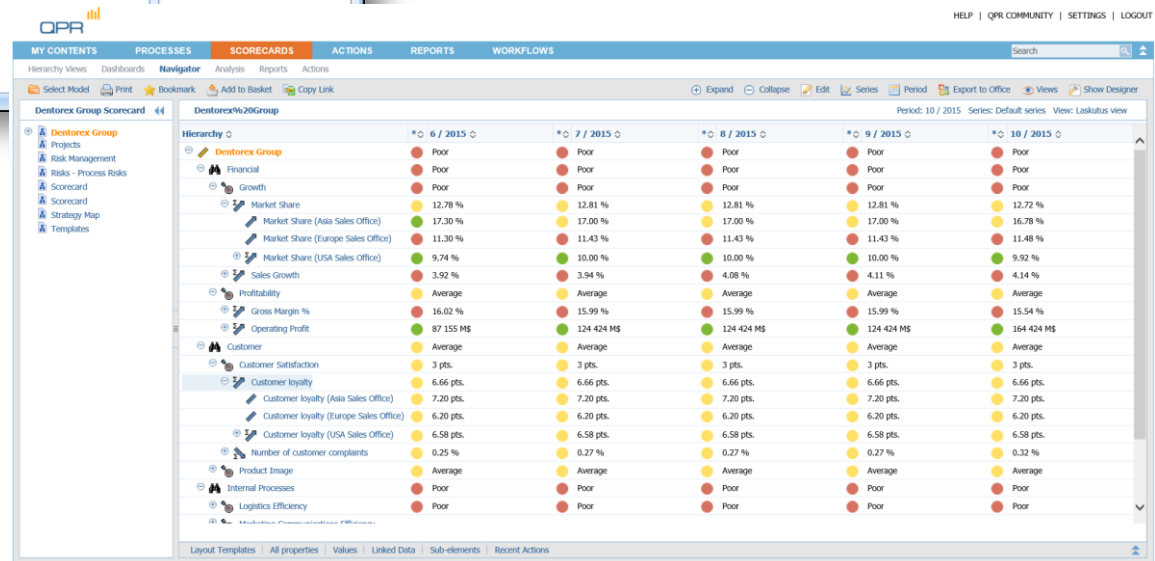 QPR
HELP | QPR COMMUNITY | SETTINGS | LOGOUT
MY CONTENTS PROCESSES SCORECARDS ACTIONS REPORTS WORKFLOWS Search
Hierarchy Views Dashboards Navigator Analysis Reports Actions
Select Model Print Bookmark Add to Basket Copy Link Expand Collapse Edit Series Period Export to Office Views Show Designer
Dentorex Group Scorecard Dentorex%20Group Period: 10 / 2015 Series: Default series View: Laskutus view
Dentorex Group
Projects
Risk Management
Risks - Process Risks
Scorecard
Scorecard
Strategy Map
Templates
Hierarchy * 6 / 2015 * 7 / 2015 * 8 / 2015 * 9 / 2015 * 10 / 2015
Dentorex Group Poor Poor Poor Poor Poor
Financial Poor Poor Poor Poor Poor
Growth Poor Poor Poor Poor Poor
Market Share 12.78 % 12.81 % 12.81 % 12.81 % 12.72 %
Market Share (Asia Sales Office) 17.30 % 17.00 % 17.00 % 17.00 % 16.78 %
Market Share (Europe Sales Office) 11.30 % 11.43 % 11.43 % 11.43 % 11.48 %
Market Share (USA Sales Office) 9.74 % 10.00 % 10.00 % 10.00 % 9.92 %
Sales Growth 3.92 % 3.94 % 4.08 % 4.11 % 4.14 %
Profitability Average Average Average Average Average
Gross Margin % 16.02 % 15.99 % 15.99 % 15.99 % 15.54 %
Operating Profit 87 155 M$ 124 424 M$ 124 424 M$ 124 424 M$ 164 424 M$
Customer Average Average Average Average Average
Customer Satisfaction 3 pts. 3 pts. 3 pts. 3 pts. 3 pts.
Customer loyalty 6.66 pts. 6.66 pts. 6.66 pts. 6.66 pts. 6.66 pts.
Customer loyalty (Asia Sales Office) 7.20 pts. 7.20 pts. 7.20 pts. 7.20 pts. 7.20 pts.
Customer loyalty (Europe Sales Office) 6.20 pts. 6.20 pts. 6.20 pts. 6.20 pts. 6.20 pts.
Customer loyalty (USA Sales Office) 6.58 pts. 6.58 pts. 6.58 pts. 6.58 pts. 6.58 pts.
Number of customer complaints 0.25 % 0.27 % 0.27 % 0.27 % 0.32 %
Product Image Average Average Average Average Average
Internal Processes Poor Poor Poor Poor Poor
Logistics Efficiency Poor Poor Poor Poor Poor
Marketing Communications Efficiency
Layout Templates | All properties | Values | Linked Data | Sub-elements | Recent Actions